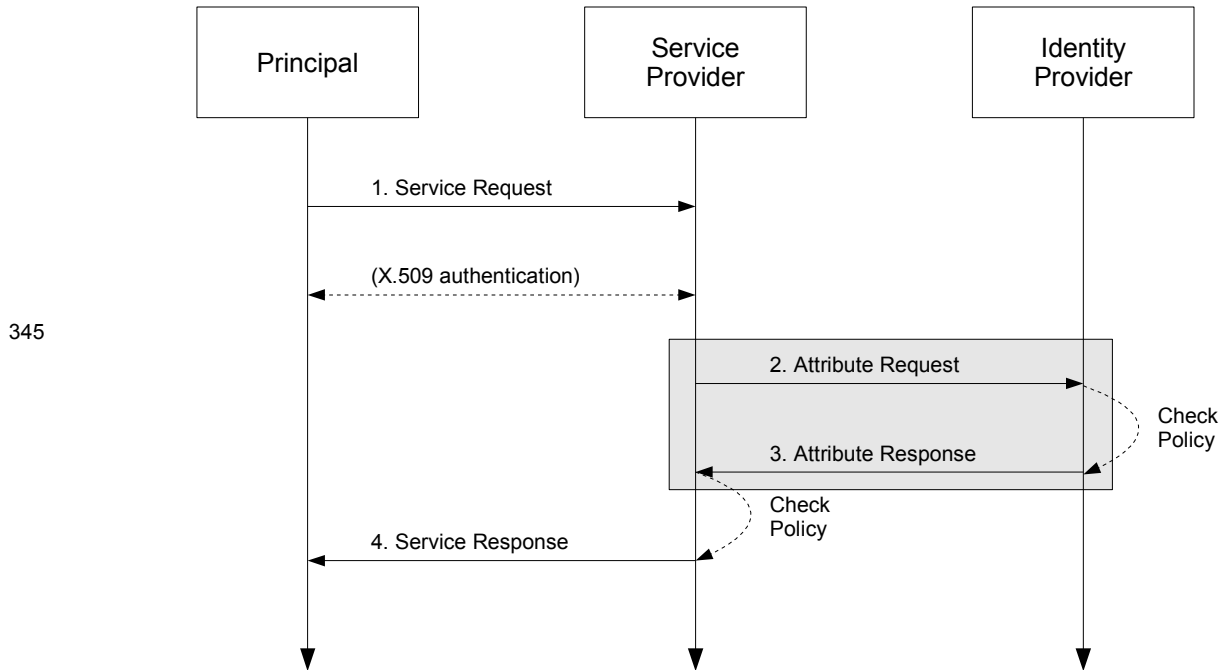 Principal
Service
Provider
Identity
Provider
1. Service Request
(X.509 authentication)
345
2. Attribute Request
Check
Policy
3. Attribute Response
Check
Policy
4. Service Response